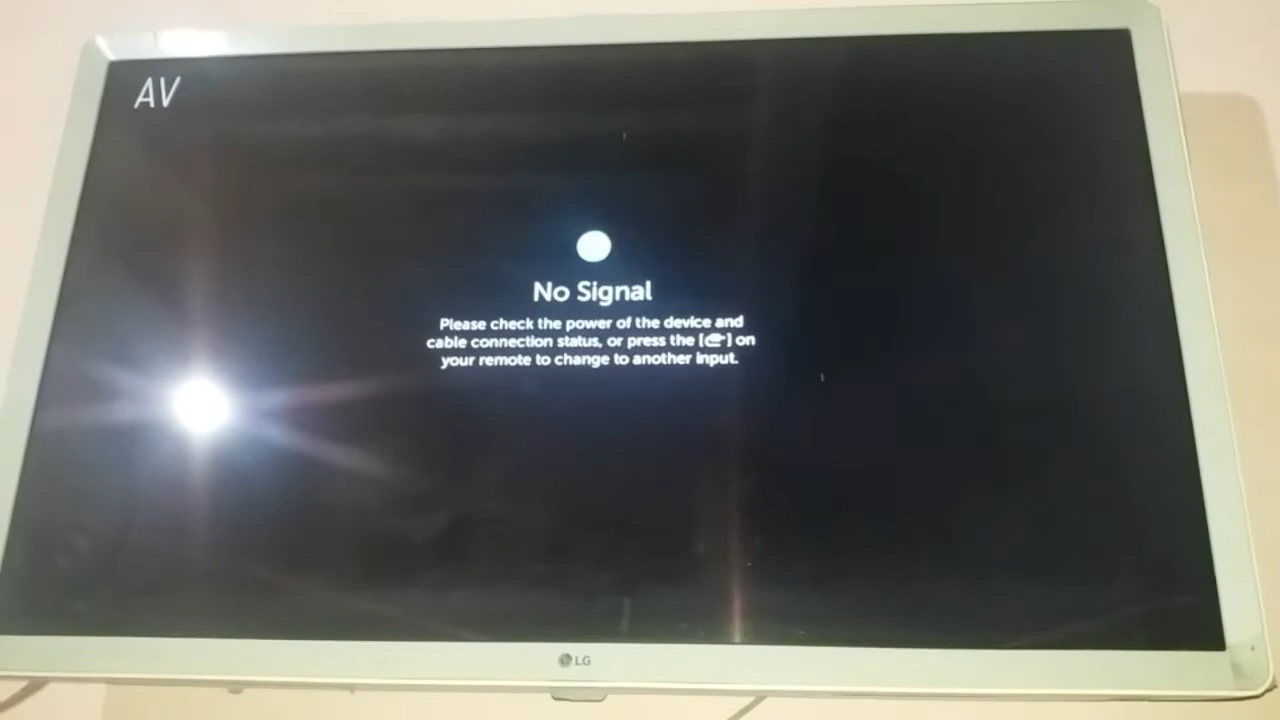 AV
No Signal
Please check the power of the device and
cable connection status, or press the [] on
your remote to change to another input.
LG